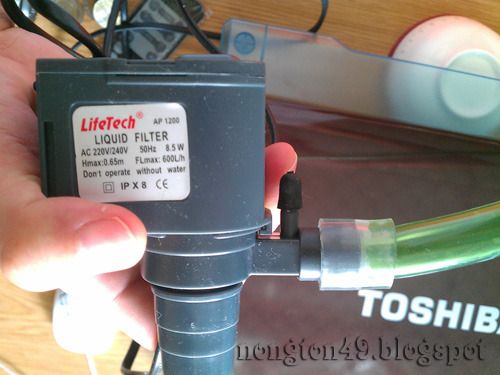 LifeTech® AP 1200
LIQUID FILTER
AC 220V/240V 50Hz 8.5W
Hmax:0.65m FLmax: 600L/h
Don't operate without water
IP X 8 CE
TOSHIBA
nongton49.blogspot